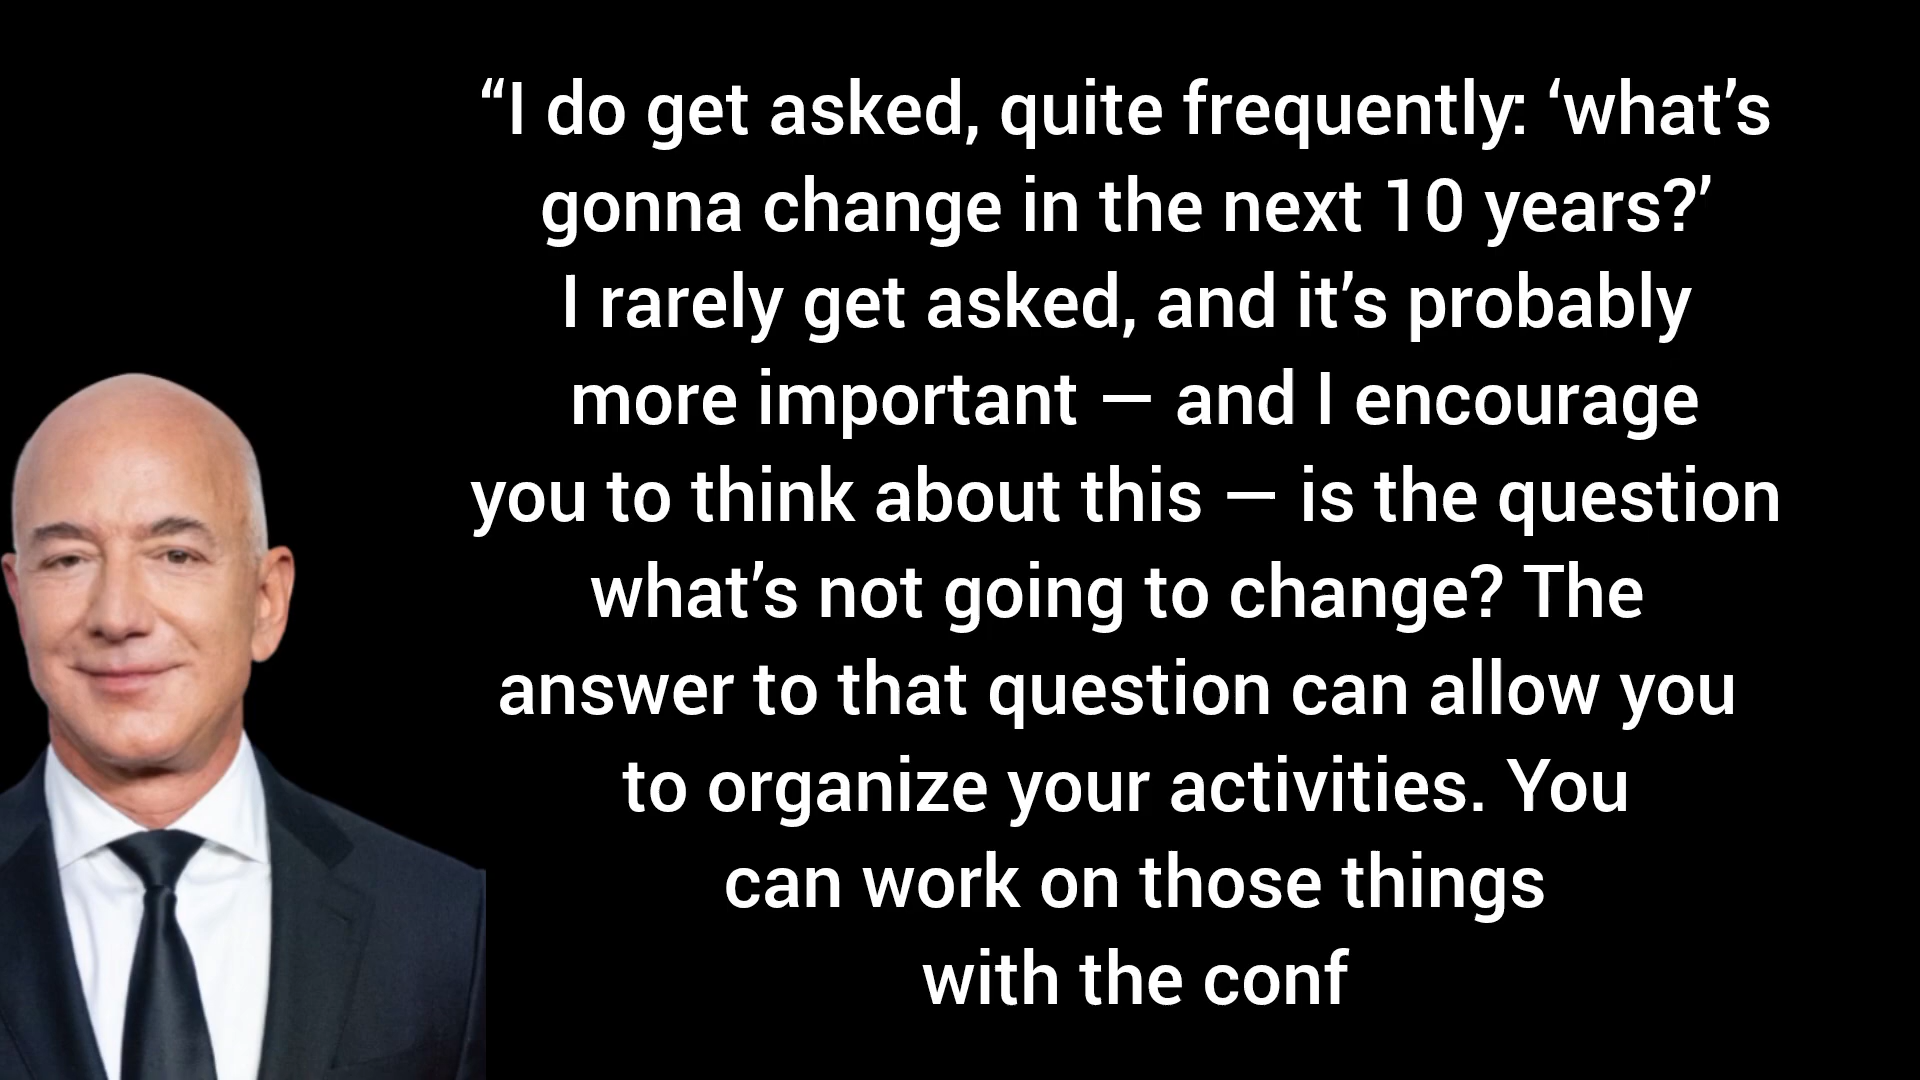 “I do get asked, quite frequently: ‘what’s
gonna change in the next 10 years?’
I rarely get asked, and it’s probably
more important — and I encourage
you to think about this — is the question
what’s not going to change? The
answer to that question can allow you
to organize your activities. You
can work on those things
with the conf